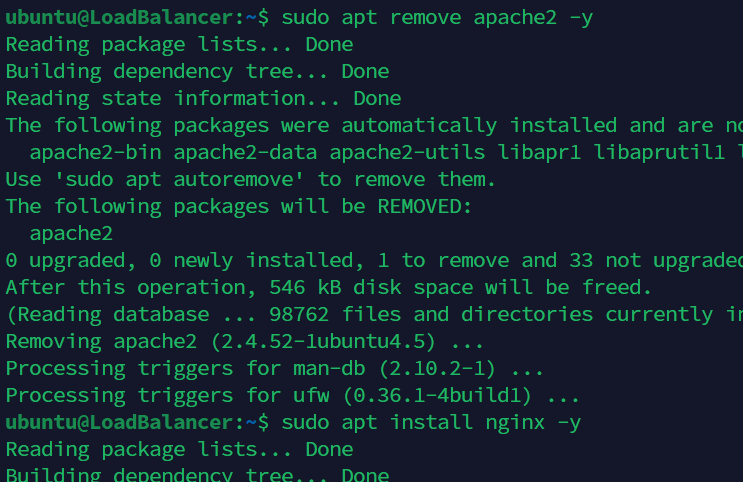 ubuntu@LoadBalancer:~$ sudo apt remove apache2 -y
Reading package lists... Done
Building dependency tree... Done
Reading state information... Done
The following packages were automatically installed and are no
  apache2-bin apache2-data apache2-utils libapr1 libaprutil1 l
Use 'sudo apt autoremove' to remove them.
The following packages will be REMOVED:
  apache2
0 upgraded, 0 newly installed, 1 to remove and 33 not upgraded
After this operation, 546 kB disk space will be freed.
(Reading database ... 98762 files and directories currently in
Removing apache2 (2.4.52-1ubuntu4.5) ...
Processing triggers for man-db (2.10.2-1) ...
Processing triggers for ufw (0.36.1-4build1) ...
ubuntu@LoadBalancer:~$ sudo apt install nginx -y
Reading package lists... Done
Building dependency tree... Done